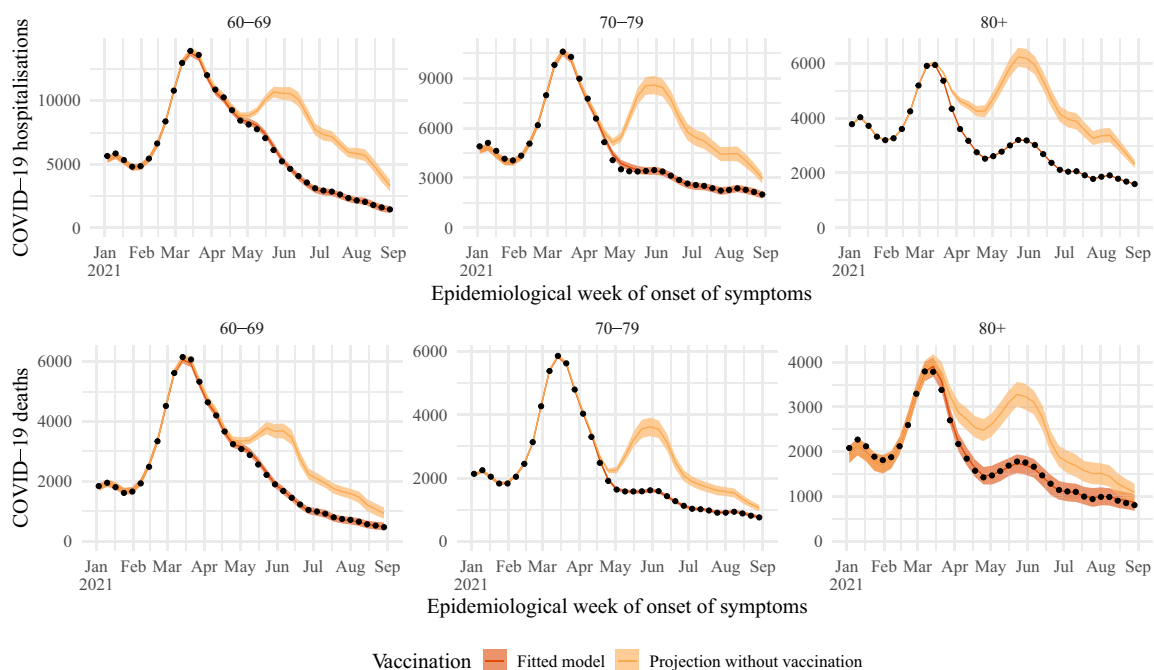 60–69 70–79 80+
COVID–19 hospitalisations
10000 9000 6000
5000 6000 4000
3000 2000
0 0 0
Jan Feb Mar Apr May Jun Jul Aug Sep Jan Feb Mar Apr May Jun Jul Aug Sep Jan Feb Mar Apr May Jun Jul Aug Sep
2021 2021 2021
Epidemiological week of onset of symptoms
60–69 70–79 80+
COVID–19 deaths
6000 6000 4000
4000 4000 3000
2000 2000 2000
1000
0 0 0
Jan Feb Mar Apr May Jun Jul Aug Sep Jan Feb Mar Apr May Jun Jul Aug Sep Jan Feb Mar Apr May Jun Jul Aug Sep
2021 2021 2021
Epidemiological week of onset of symptoms
Vaccination Fitted model Projection without vaccination